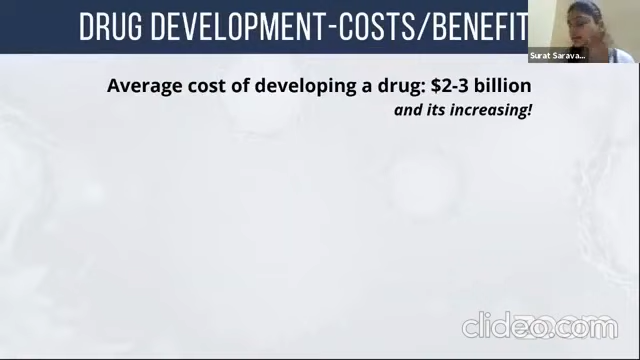 DRUG DEVELOPMENT-COSTS/BENEFIT
Surat Sarava...
Average cost of developing a drug: $2-3 billion
and its increasing!
clideo.com